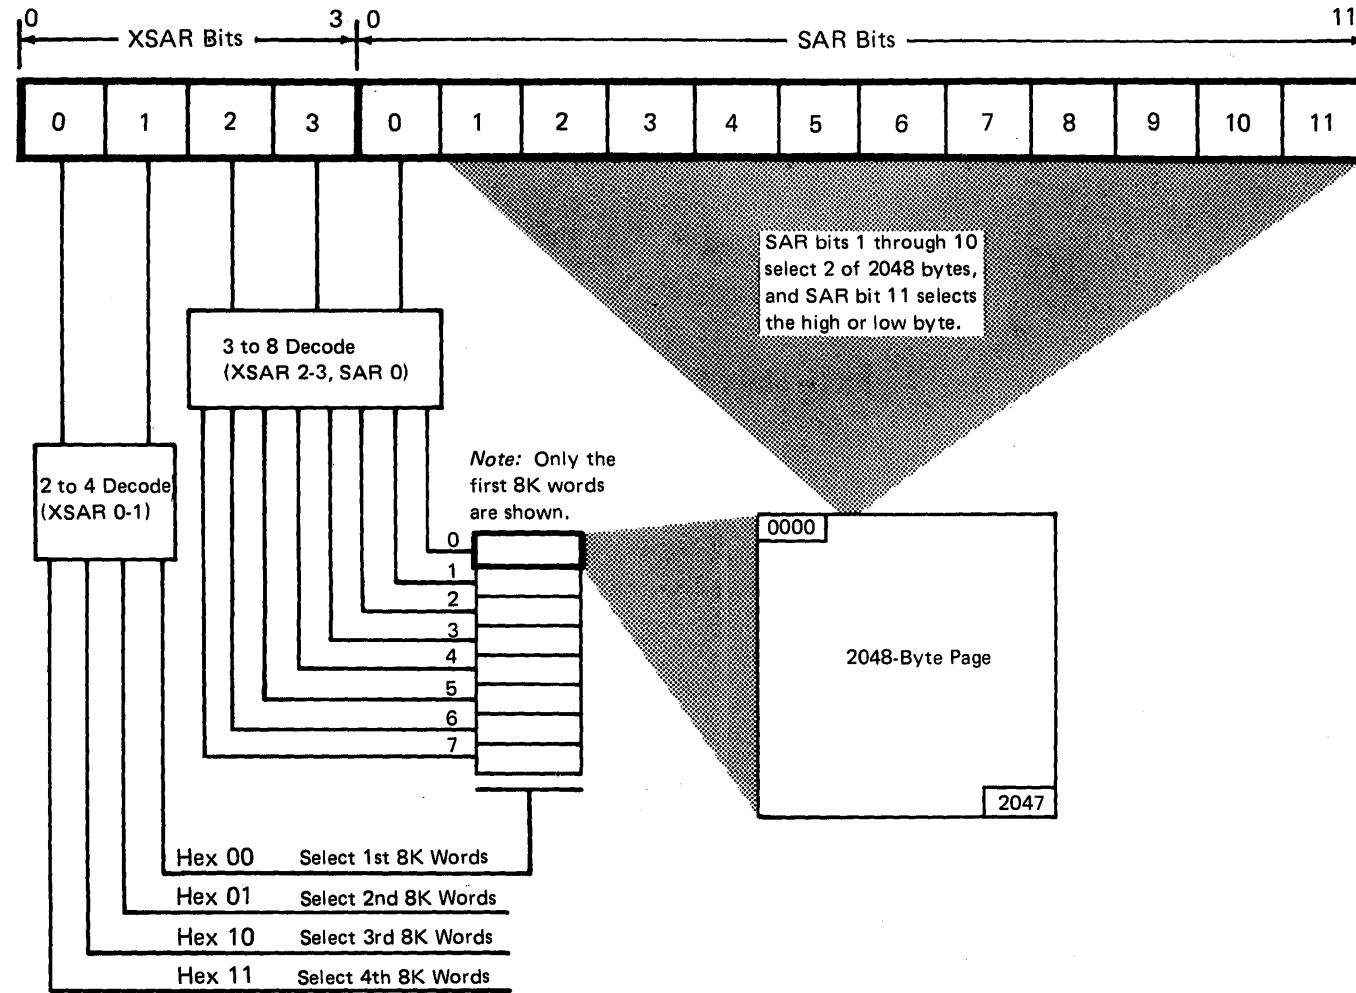 0 3 0 11
XSAR Bits SAR Bits
0 1 2 3 0 1 2 3 4 5 6 7 8 9 10 11
SAR bits 1 through 10
select 2 of 2048 bytes,
and SAR bit 11 selects
the high or low byte.
3 to 8 Decode
(XSAR 2-3, SAR 0)
2 to 4 Decode
(XSAR 0-1)
Note: Only the
first 8K words
are shown.
0
1
2
3
4
5
6
7
0000
2048-Byte Page
2047
Hex 00 Select 1st 8K Words
Hex 01 Select 2nd 8K Words
Hex 10 Select 3rd 8K Words
Hex 11 Select 4th 8K Words